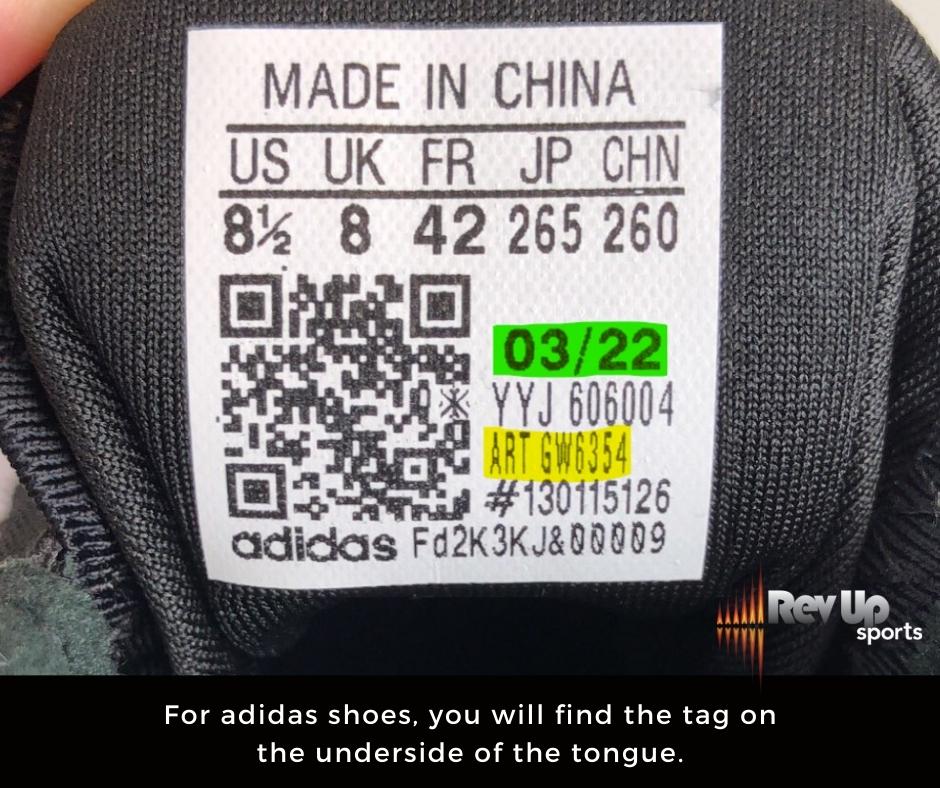 MADE IN CHINA
US UK FR JP CHN
8½ 8 42 265 260
03/22
YYJ 606004
ART GW6354
#130115126
adidas Fd2K3KJ&00009
RevUp
sports
For adidas shoes, you will find the tag on
the underside of the tongue.